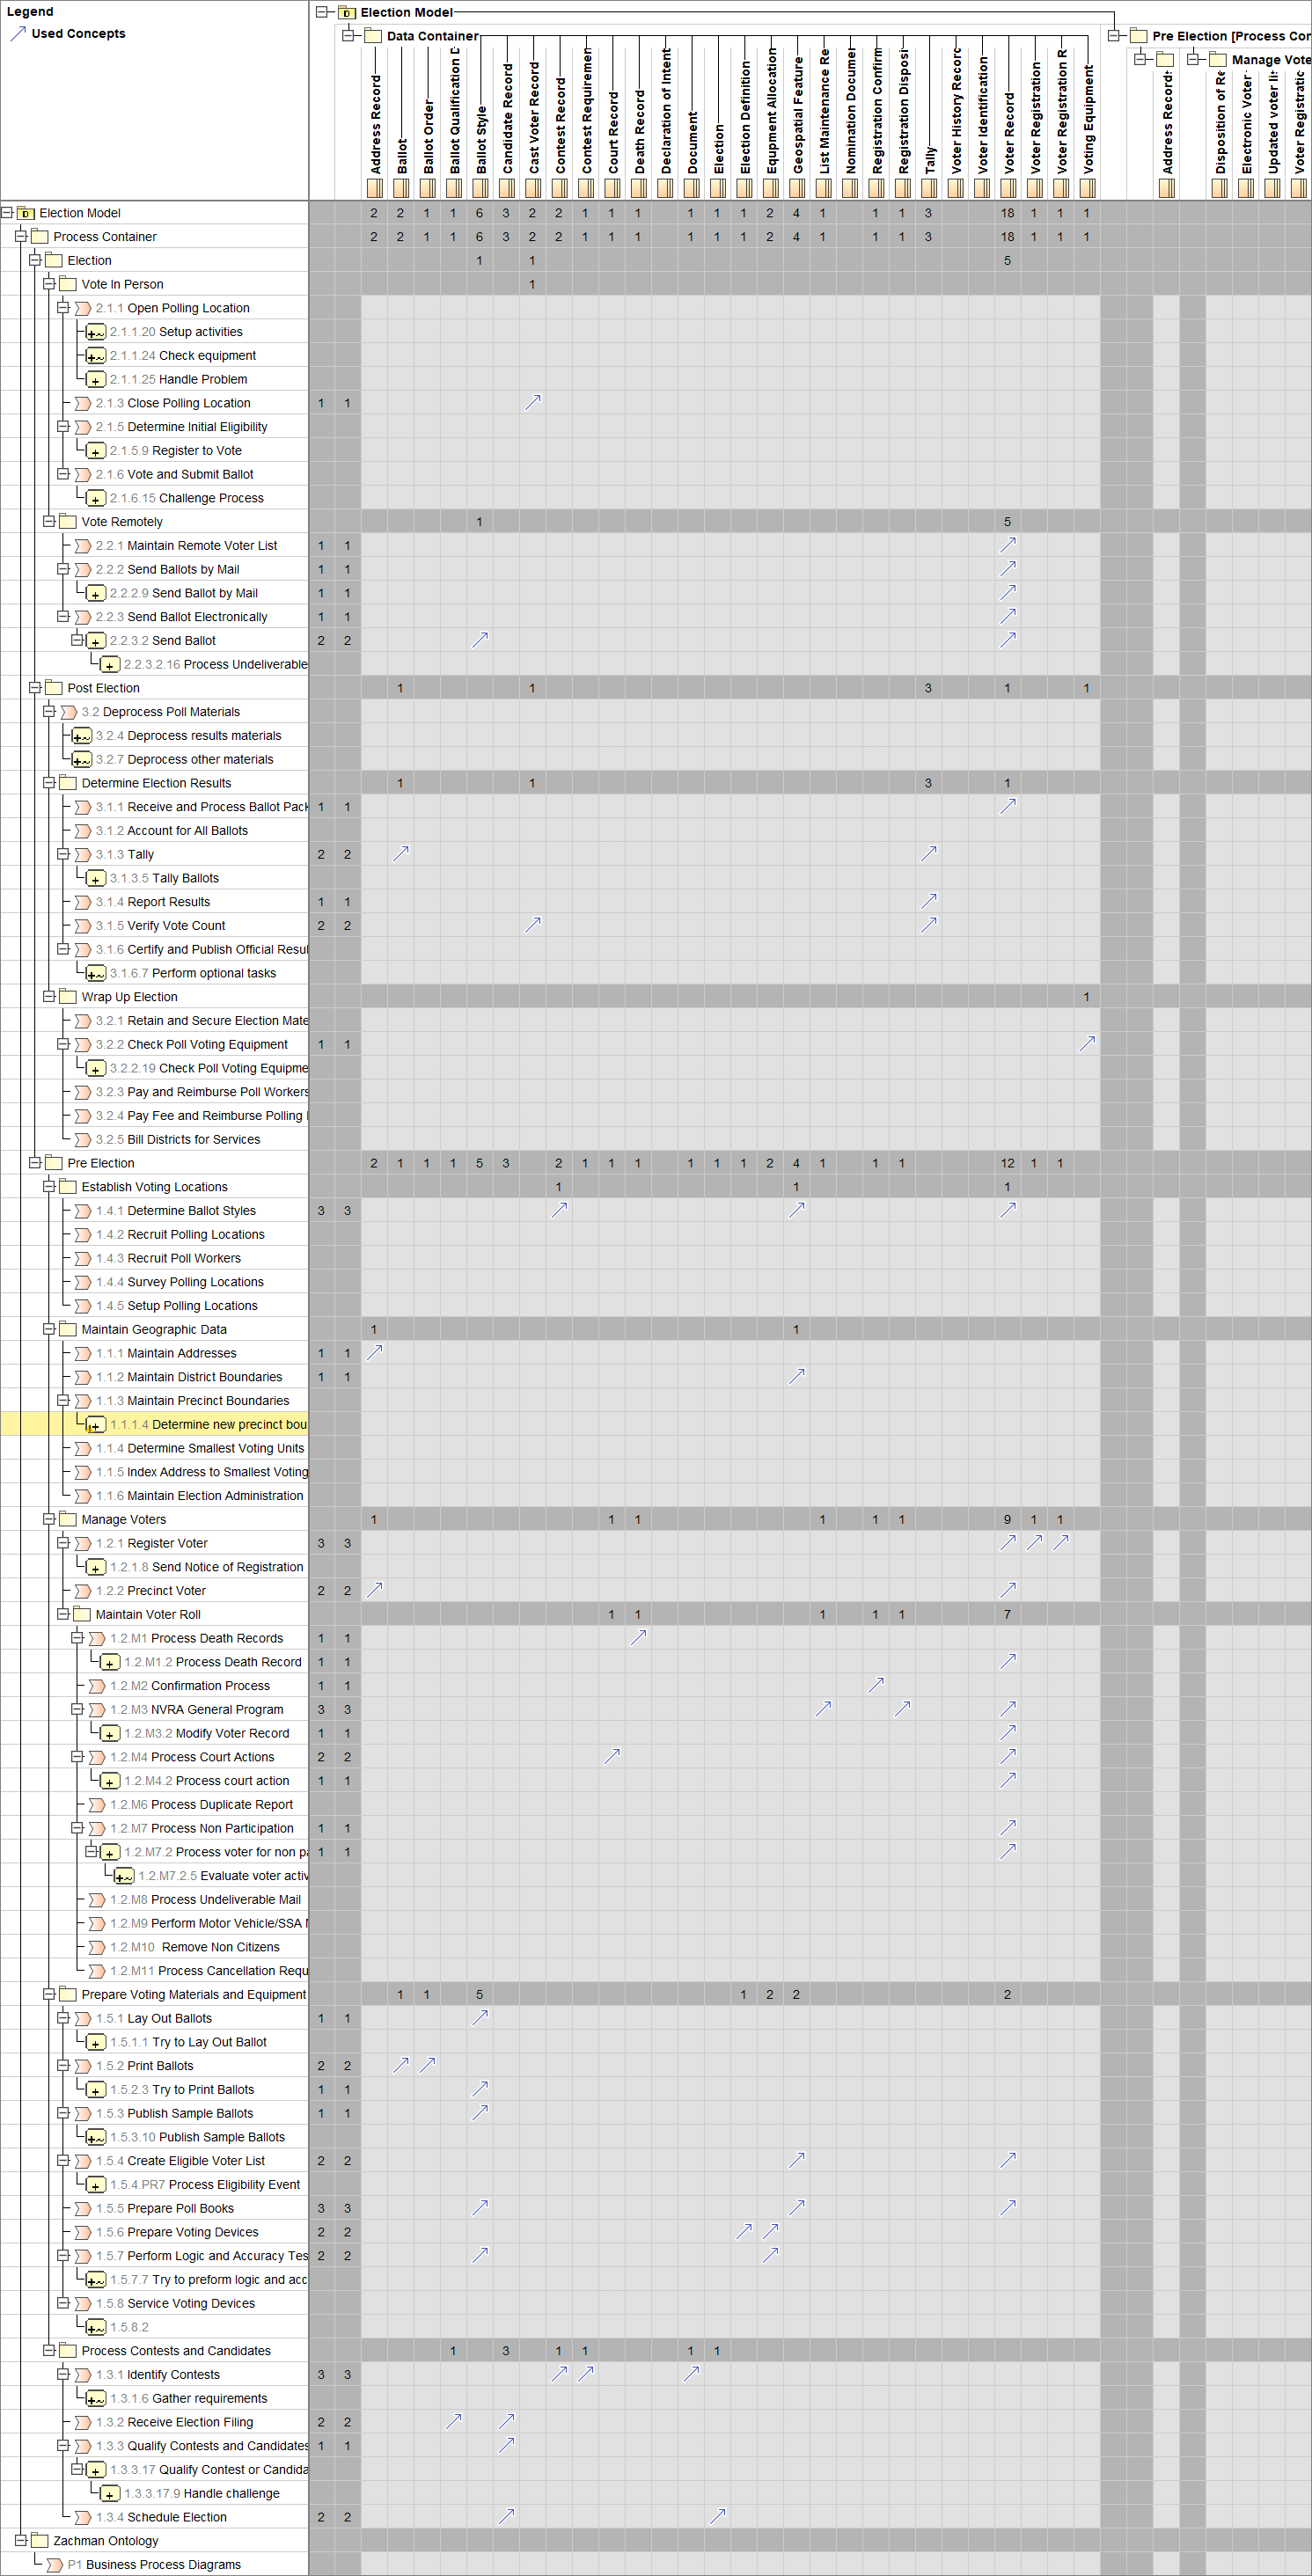 Legend
Used Concepts
Election Model
Data Container
Pre Election [Process Cor
Manage Vote
Address Record
Ballot
Ballot Order
Ballot Qualification D
Ballot Style
Candidate Record
Cast Voter Record
Contest Record
Contest Requiremen
Court Record
Death Record
Declaration of Intent
Document
Election
Election Definition
Equpment Allocation
Geospatial Feature
List Maintenance Re
Nomination Documer
Registration Confirm
Registration Disposi
Tally
Voter History Record
Voter Identification
Voter Record
Voter Registration
Voter Registration R
Voting Equipment
Address Record
Disposition of Re
Electronic Voter
Updated voter li
Voter Registratic
Election Model 2 2 1 1 6 3 2 2 1 1 1 1 1 1 2 4 1 1 1 3 18 1 1 1
Process Container 2 2 1 1 6 3 2 2 1 1 1 1 1 1 2 4 1 1 1 3 18 1 1 1
Election 1 1 5
Vote In Person 1
2.1.1 Open Polling Location
2.1.1.20 Setup activities
2.1.1.24 Check equipment
2.1.1.25 Handle Problem
2.1.3 Close Polling Location 1 1
2.1.5 Determine Initial Eligibility
2.1.5.9 Register to Vote
2.1.6 Vote and Submit Ballot
2.1.6.15 Challenge Process
Vote Remotely 1 5
2.2.1 Maintain Remote Voter List 1 1
2.2.2 Send Ballots by Mail 1 1
2.2.2.9 Send Ballot by Mail 1 1
2.2.3 Send Ballot Electronically 1 1
2.2.3.2 Send Ballot 2 2
2.2.3.2.16 Process Undeliverable
Post Election 1 1 3 1 1
3.2 Deprocess Poll Materials
3.2.4 Deprocess results materials
3.2.7 Deprocess other materials
Determine Election Results 1 1 3 1
3.1.1 Receive and Process Ballot Pack 1 1
3.1.2 Account for All Ballots
3.1.3 Tally 2 2
3.1.3.5 Tally Ballots
3.1.4 Report Results 1 1
3.1.5 Verify Vote Count 2 2
3.1.6 Certify and Publish Official Resul
3.1.6.7 Perform optional tasks
Wrap Up Election 1
3.2.1 Retain and Secure Election Mate
3.2.2 Check Poll Voting Equipment 1 1
3.2.2.19 Check Poll Voting Equipme
3.2.3 Pay and Reimburse Poll Workers
3.2.4 Pay Fee and Reimburse Polling
3.2.5 Bill Districts for Services
Pre Election 2 1 1 1 5 3 2 1 1 1 1 1 1 2 4 1 1 1 12 1 1
Establish Voting Locations 1 1 1
1.4.1 Determine Ballot Styles 3 3
1.4.2 Recruit Polling Locations
1.4.3 Recruit Poll Workers
1.4.4 Survey Polling Locations
1.4.5 Setup Polling Locations
Maintain Geographic Data 1 1
1.1.1 Maintain Addresses 1 1
1.1.2 Maintain District Boundaries 1 1
1.1.3 Maintain Precinct Boundaries
1.1.1.4 Determine new precinct bou
1.1.4 Determine Smallest Voting Units
1.1.5 Index Address to Smallest Voting
1.1.6 Maintain Election Administration
Manage Voters 1 1 1 1 1 1 9 1 1
1.2.1 Register Voter 3 3
1.2.1.8 Send Notice of Registration
1.2.2 Precinct Voter 2 2
Maintain Voter Roll 1 1 1 1 1 7
1.2.M1 Process Death Records 1 1
1.2.M1.2 Process Death Record 1 1
1.2.M2 Confirmation Process 1 1
1.2.M3 NVRA General Program 3 3
1.2.M3.2 Modify Voter Record 1 1
1.2.M4 Process Court Actions 2 2
1.2.M4.2 Process court action 1 1
1.2.M6 Process Duplicate Report
1.2.M7 Process Non Participation 1 1
1.2.M7.2 Process voter for non pa 1 1
1.2.M7.2.5 Evaluate voter activ
1.2.M8 Process Undeliverable Mail
1.2.M9 Perform Motor Vehicle/SSA
1.2.M10 Remove Non Citizens
1.2.M11 Process Cancellation Requ
Prepare Voting Materials and Equipment 1 1 5 1 2 2 2
1.5.1 Lay Out Ballots 1 1
1.5.1.1 Try to Lay Out Ballot
1.5.2 Print Ballots 2 2
1.5.2.3 Try to Print Ballots 1 1
1.5.3 Publish Sample Ballots 1 1
1.5.3.10 Publish Sample Ballots
1.5.4 Create Eligible Voter List 2 2
1.5.4.PR7 Process Eligibility Event
1.5.5 Prepare Poll Books 3 3
1.5.6 Prepare Voting Devices 2 2
1.5.7 Perform Logic and Accuracy Tes 2 2
1.5.7.7 Try to preform logic and acc
1.5.8 Service Voting Devices
1.5.8.2
Process Contests and Candidates 1 3 1 1 1 1
1.3.1 Identify Contests 3 3
1.3.1.6 Gather requirements
1.3.2 Receive Election Filing 2 2
1.3.3 Qualify Contests and Candidates 1 1
1.3.3.17 Qualify Contest or Candida
1.3.3.17.9 Handle challenge
1.3.4 Schedule Election 2 2
Zachman Ontology
P1 Business Process Diagrams